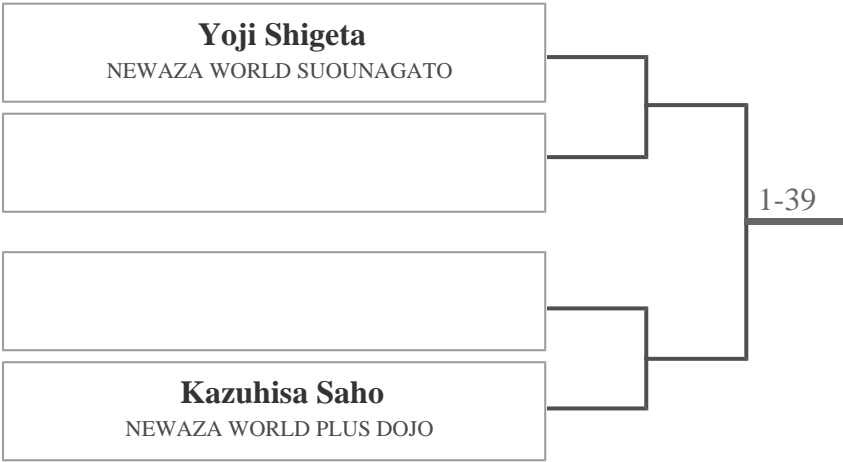 Yoji Shigeta
NEWAZA WORLD SUOUNAGATO
1-39
Kazuhisa Saho
NEWAZA WORLD PLUS DOJO